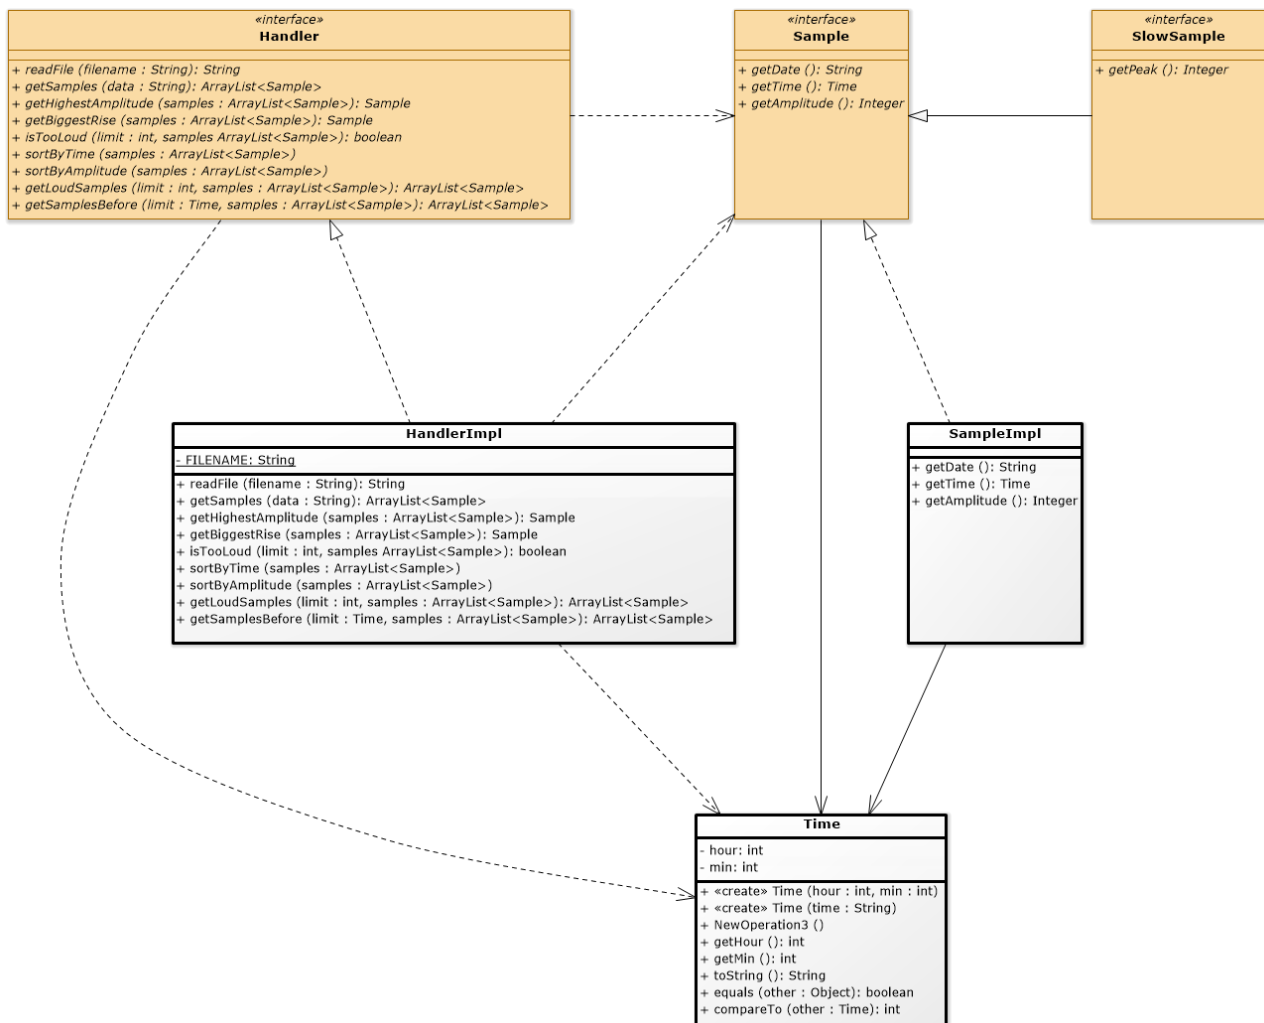 «interface»
Handler
+ readFile (filename : String): String
+ getSamples (data : String): ArrayList<Sample>
+ getHighestAmplitude (samples : ArrayList<Sample>): Sample
+ getBiggestRise (samples : ArrayList<Sample>): Sample
+ isTooLoud (limit : int, samples ArrayList<Sample>): boolean
+ sortByTime (samples : ArrayList<Sample>)
+ sortByAmplitude (samples : ArrayList<Sample>)
+ getLoudSamples (limit : int, samples : ArrayList<Sample>): ArrayList<Sample>
+ getSamplesBefore (limit : Time, samples : ArrayList<Sample>): ArrayList<Sample>
«interface»
Sample
+ getDate (): String
+ getTime (): Time
+ getAmplitude (): Integer
«interface»
SlowSample
+ getPeak (): Integer
HandlerImpl
- FILENAME: String
+ readFile (filename : String): String
+ getSamples (data : String): ArrayList<Sample>
+ getHighestAmplitude (samples : ArrayList<Sample>): Sample
+ getBiggestRise (samples : ArrayList<Sample>): Sample
+ isTooLoud (limit : int, samples ArrayList<Sample>): boolean
+ sortByTime (samples : ArrayList<Sample>)
+ sortByAmplitude (samples : ArrayList<Sample>)
+ getLoudSamples (limit : int, samples : ArrayList<Sample>): ArrayList<Sample>
+ getSamplesBefore (limit : Time, samples : ArrayList<Sample>): ArrayList<Sample>
SampleImpl
+ getDate (): String
+ getTime (): Time
+ getAmplitude (): Integer
Time
- hour: int
- min: int
+ «create» Time (hour : int, min : int)
+ «create» Time (time : String)
+ NewOperation3 ()
+ getHour (): int
+ getMin (): int
+ toString (): String
+ equals (other : Object): boolean
+ compareTo (other : Time): int